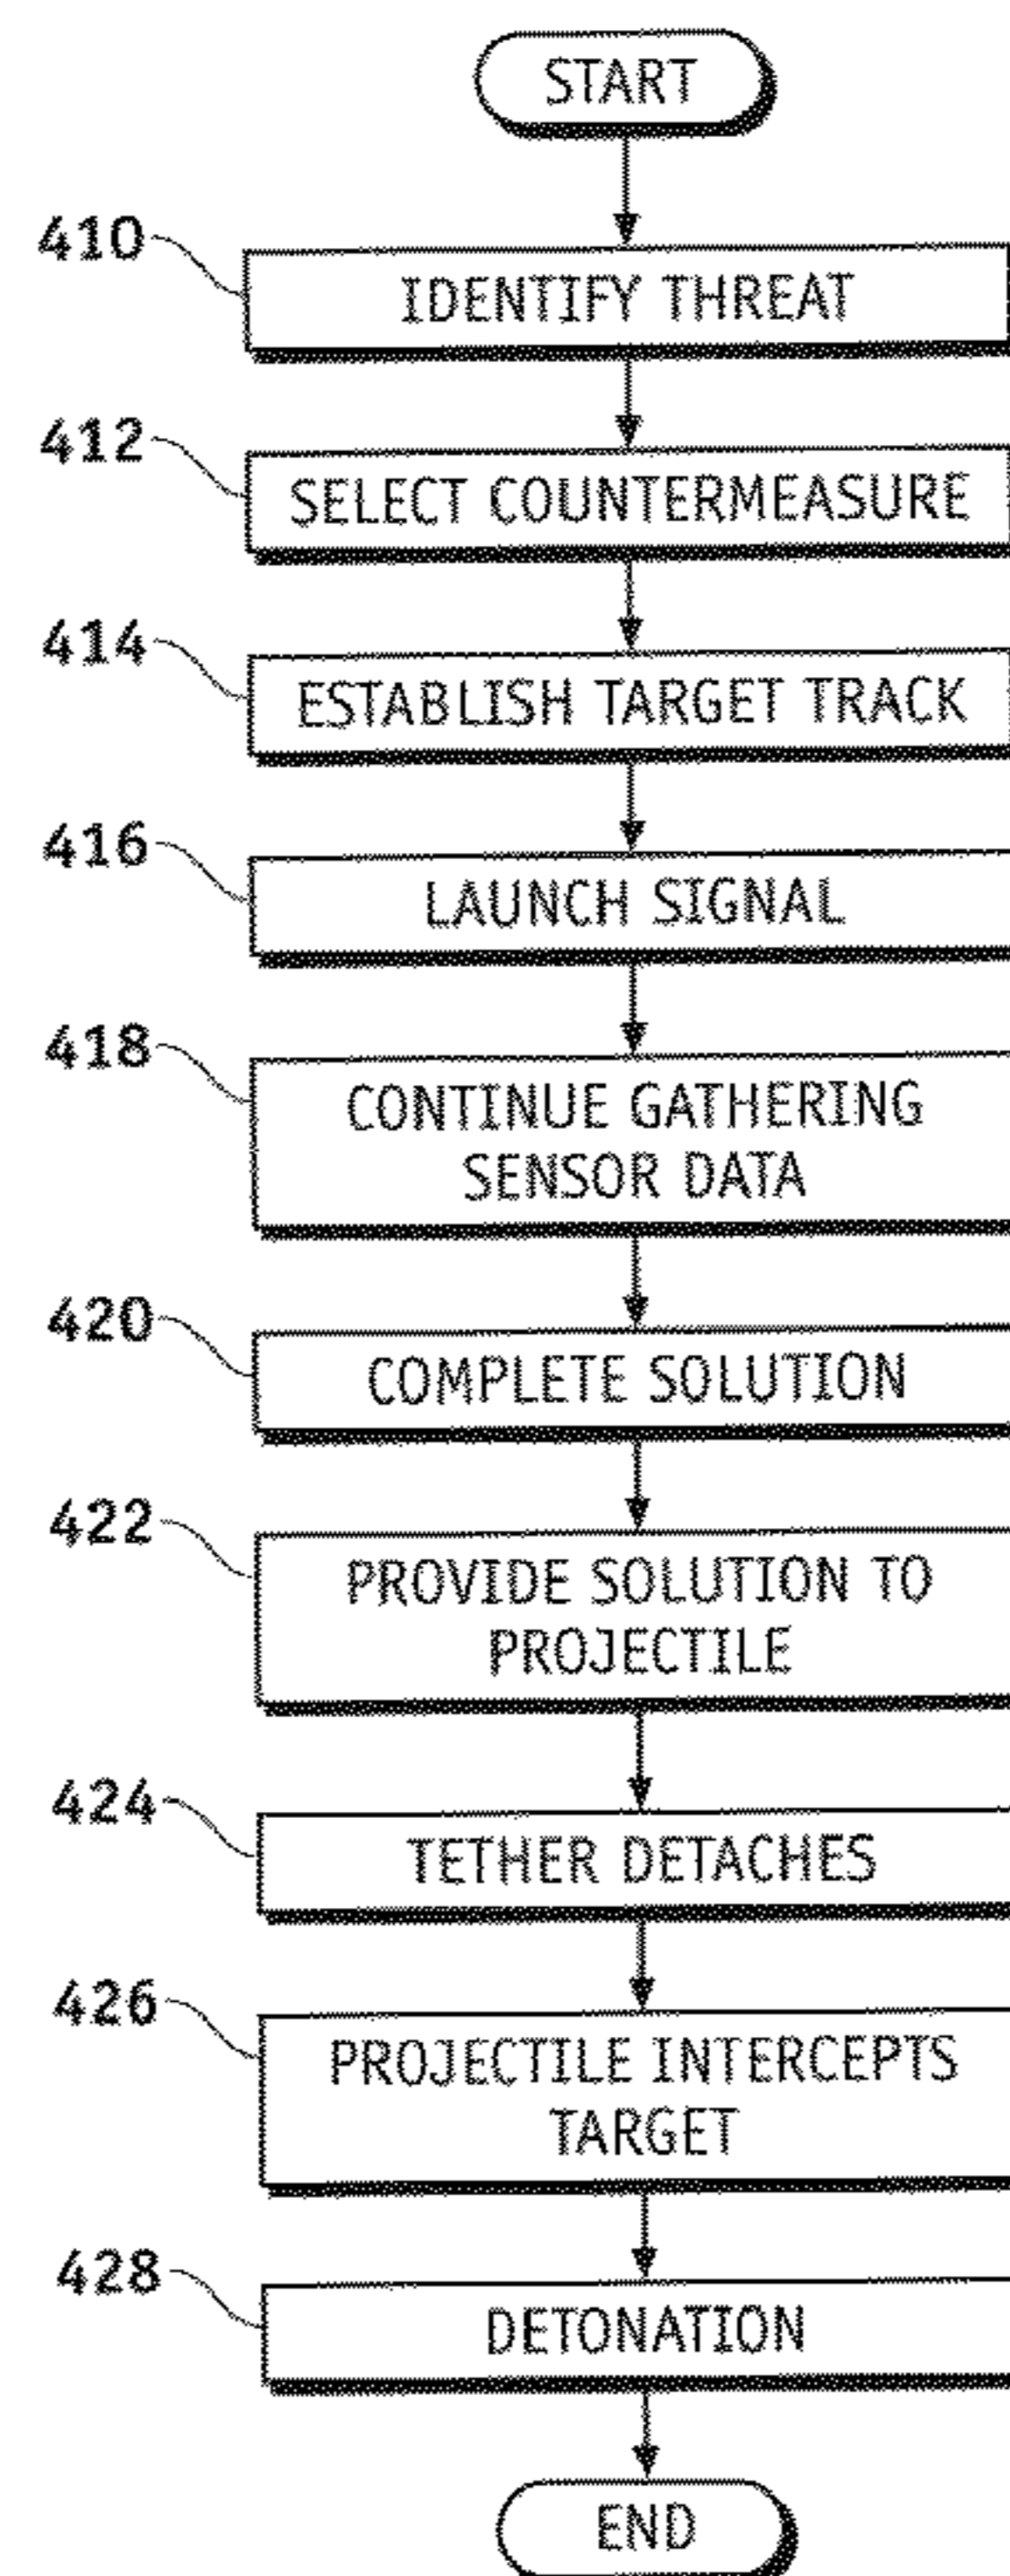 START
410
IDENTIFY THREAT
412
SELECT COUNTERMEASURE
414
ESTABLISH TARGET TRACK
416
LAUNCH SIGNAL
418
CONTINUE GATHERING
SENSOR DATA
420
COMPLETE SOLUTION
422
PROVIDE SOLUTION TO
PROJECTILE
424
TETHER DETACHES
426
PROJECTILE INTERCEPTS
TARGET
428
DETONATION
END